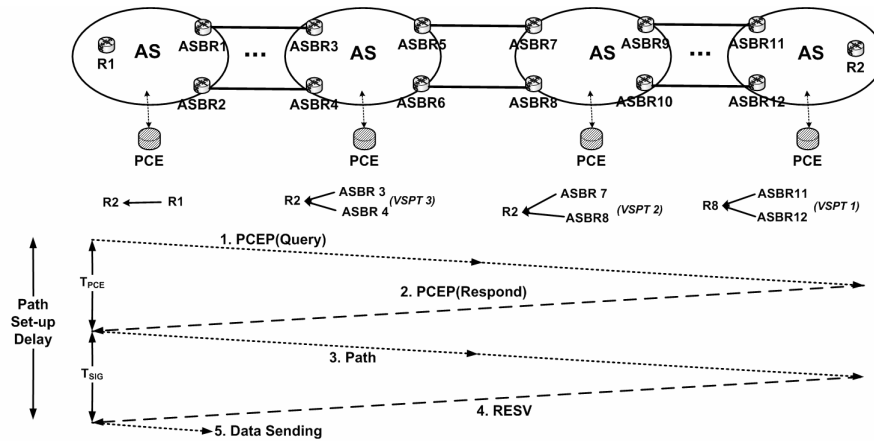 AS
ASBR1
...
ASBR3
AS
ASBR5
ASBR7
AS
ASBR9
...
ASBR11
AS
R1
R2
ASBR2
ASBR4
ASBR6
ASBR8
ASBR10
ASBR12
PCE
PCE
PCE
PCE
R2
R1
R2
ASBR 3
ASBR 4
(VSPT 3)
R2
ASBR 7
ASBR8
(VSPT 2)
R8
ASBR11
ASBR12
(VSPT 1)
1. PCEP(Query)
TPCE
2. PCEP(Respond)
Path
Set-up
Delay
3. Path
TSIG
4. RESV
5. Data Sending